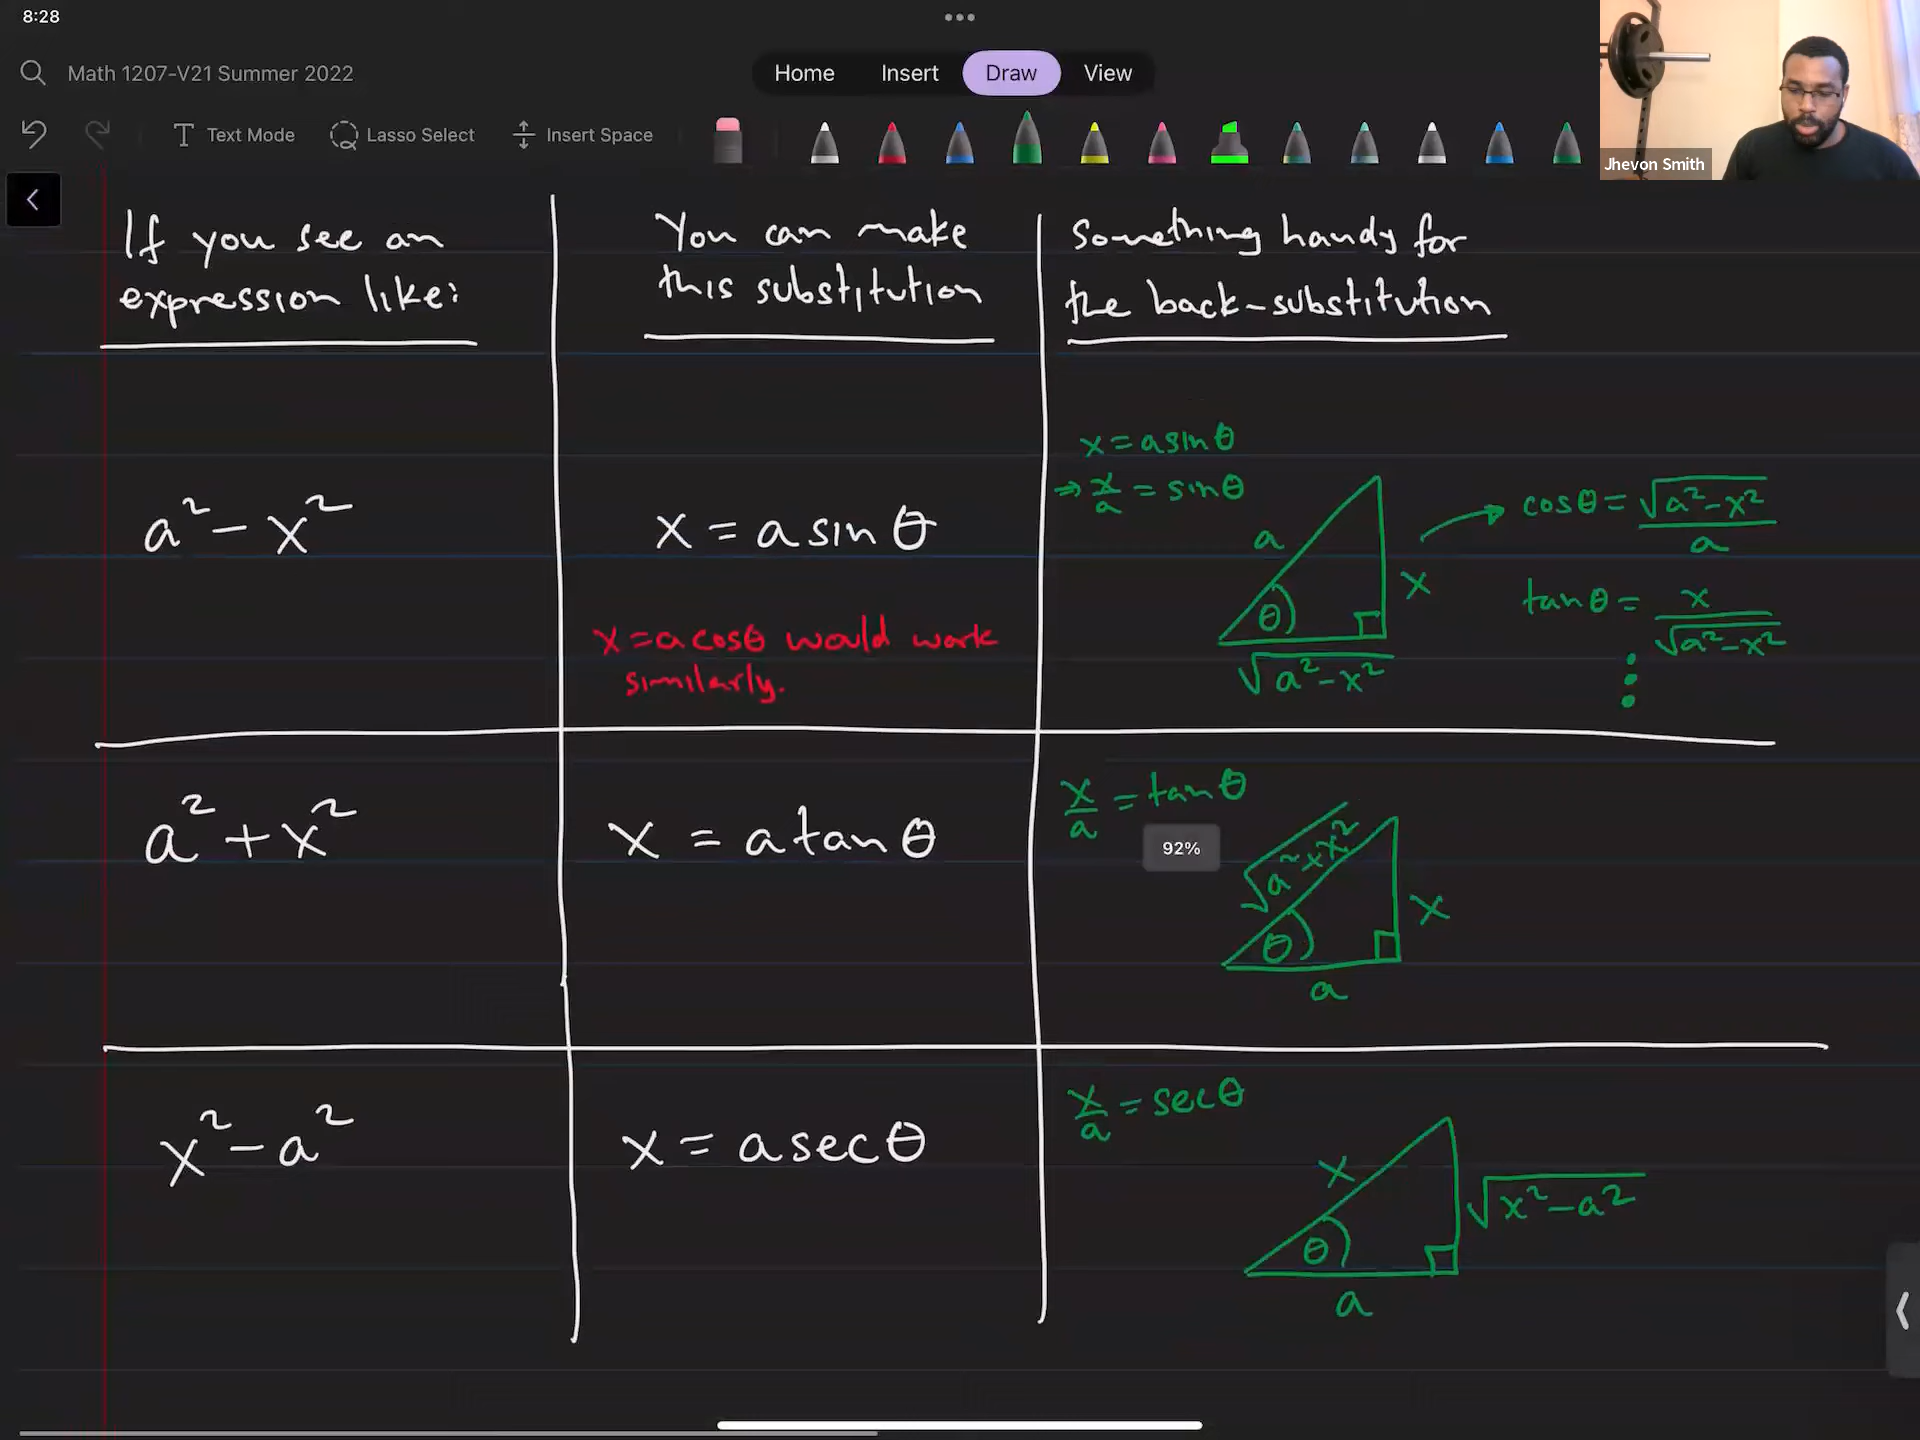 8:28
Math 1207-V21 Summer 2022
Home Insert Draw View
Text Mode Lasso Select Insert Space
Jhevon Smith
If you see an
expression like:
You can make
this substitution
Something handy for
the back-substitution
a² - x²
x = a sin θ
x = a cosθ would work
similarly.
x = a sin θ
⇒ x/a = sin θ
a
θ
x
√(a² - x²)
cos θ = √(a² - x²)/a
tan θ = x/√(a² - x²)
⋮
a² + x²
x = a tan θ
x/a = tan θ
92%
√(a² + x²)
θ
x
a
x² - a²
x = a sec θ
x/a = sec θ
x
θ
√(x² - a²)
a